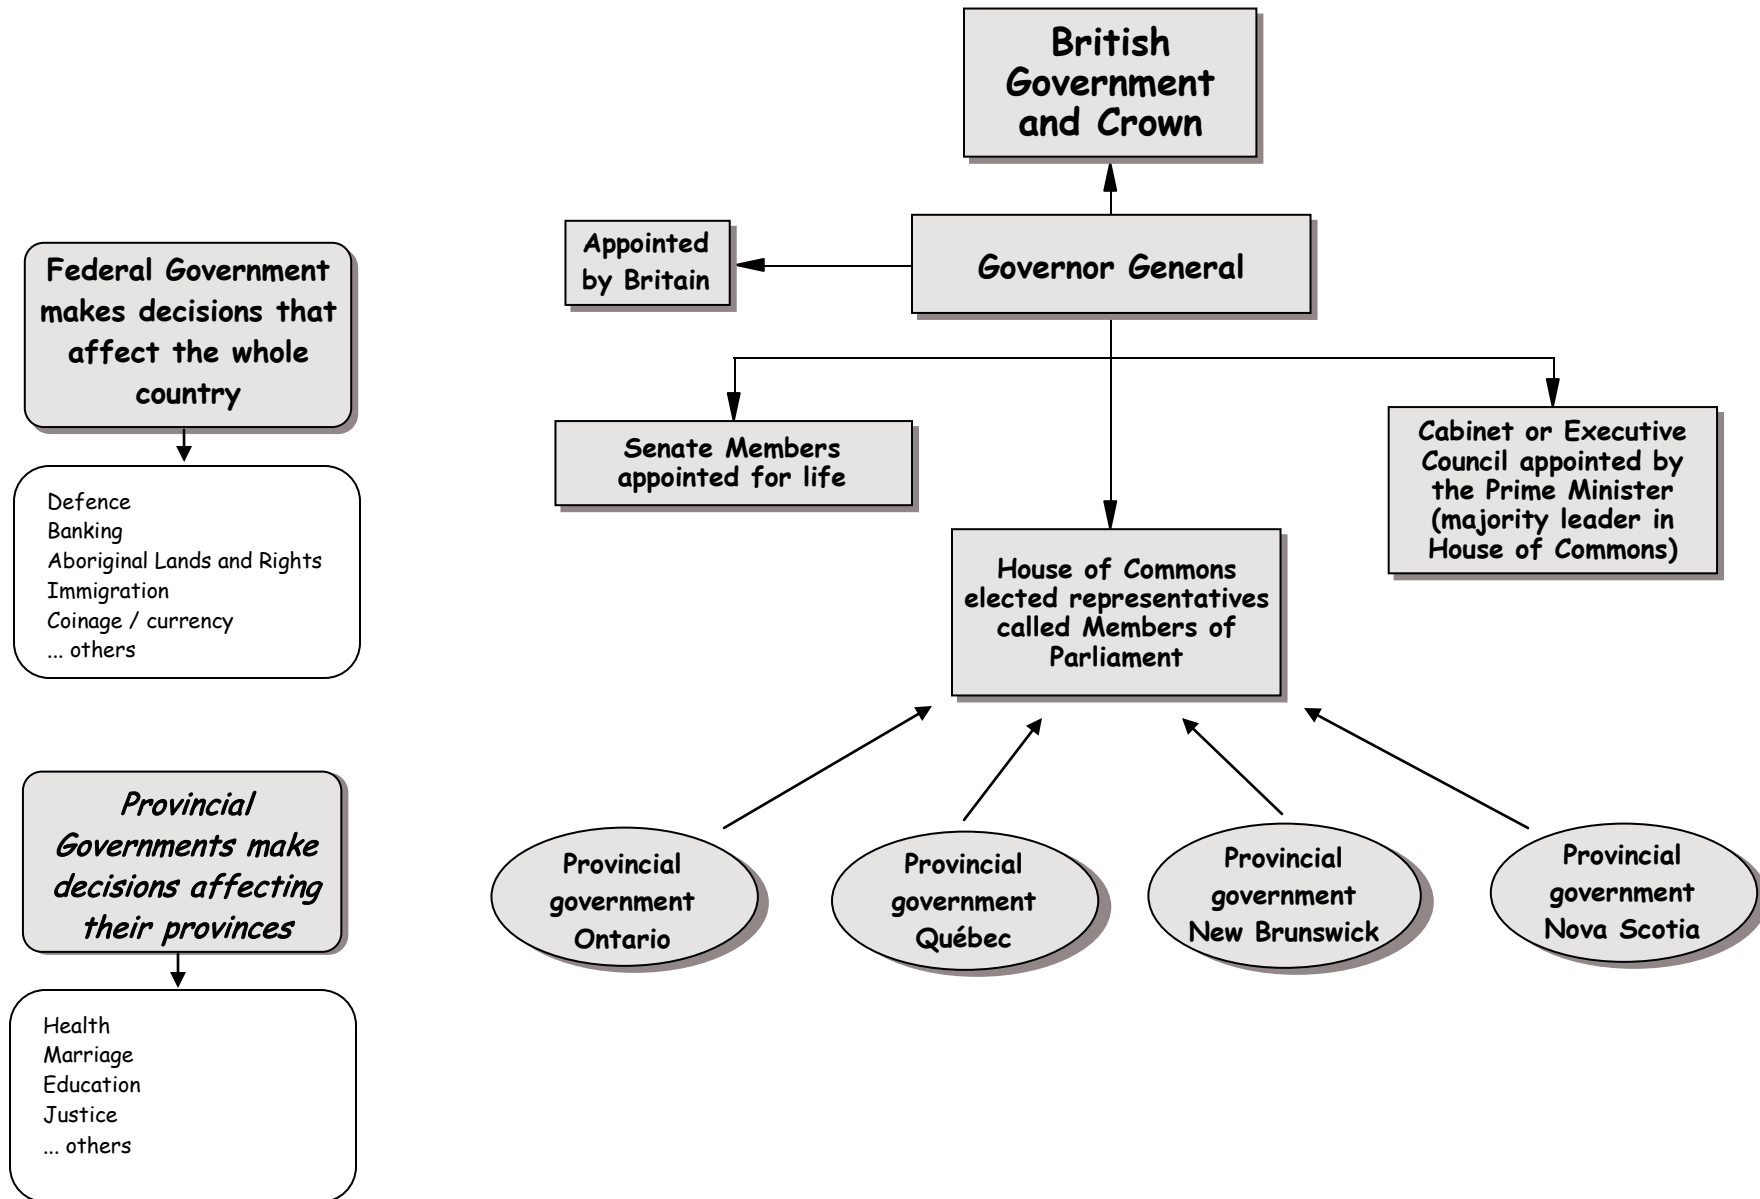 British
Government
and Crown
Appointed
by Britain
Governor General
Federal Government
makes decisions that
affect the whole
country
Senate Members
appointed for life
Cabinet or Executive
Council appointed by
the Prime Minister
(majority leader in
House of Commons)
Defence
Banking
Aboriginal Lands and Rights
Immigration
Coinage / currency
... others
House of Commons
elected representatives
called Members of
Parliament
Provincial
Governments make
decisions affecting
their provinces
Provincial
government
Ontario
Provincial
government
Québec
Provincial
government
New Brunswick
Provincial
government
Nova Scotia
Health
Marriage
Education
Justice
... others